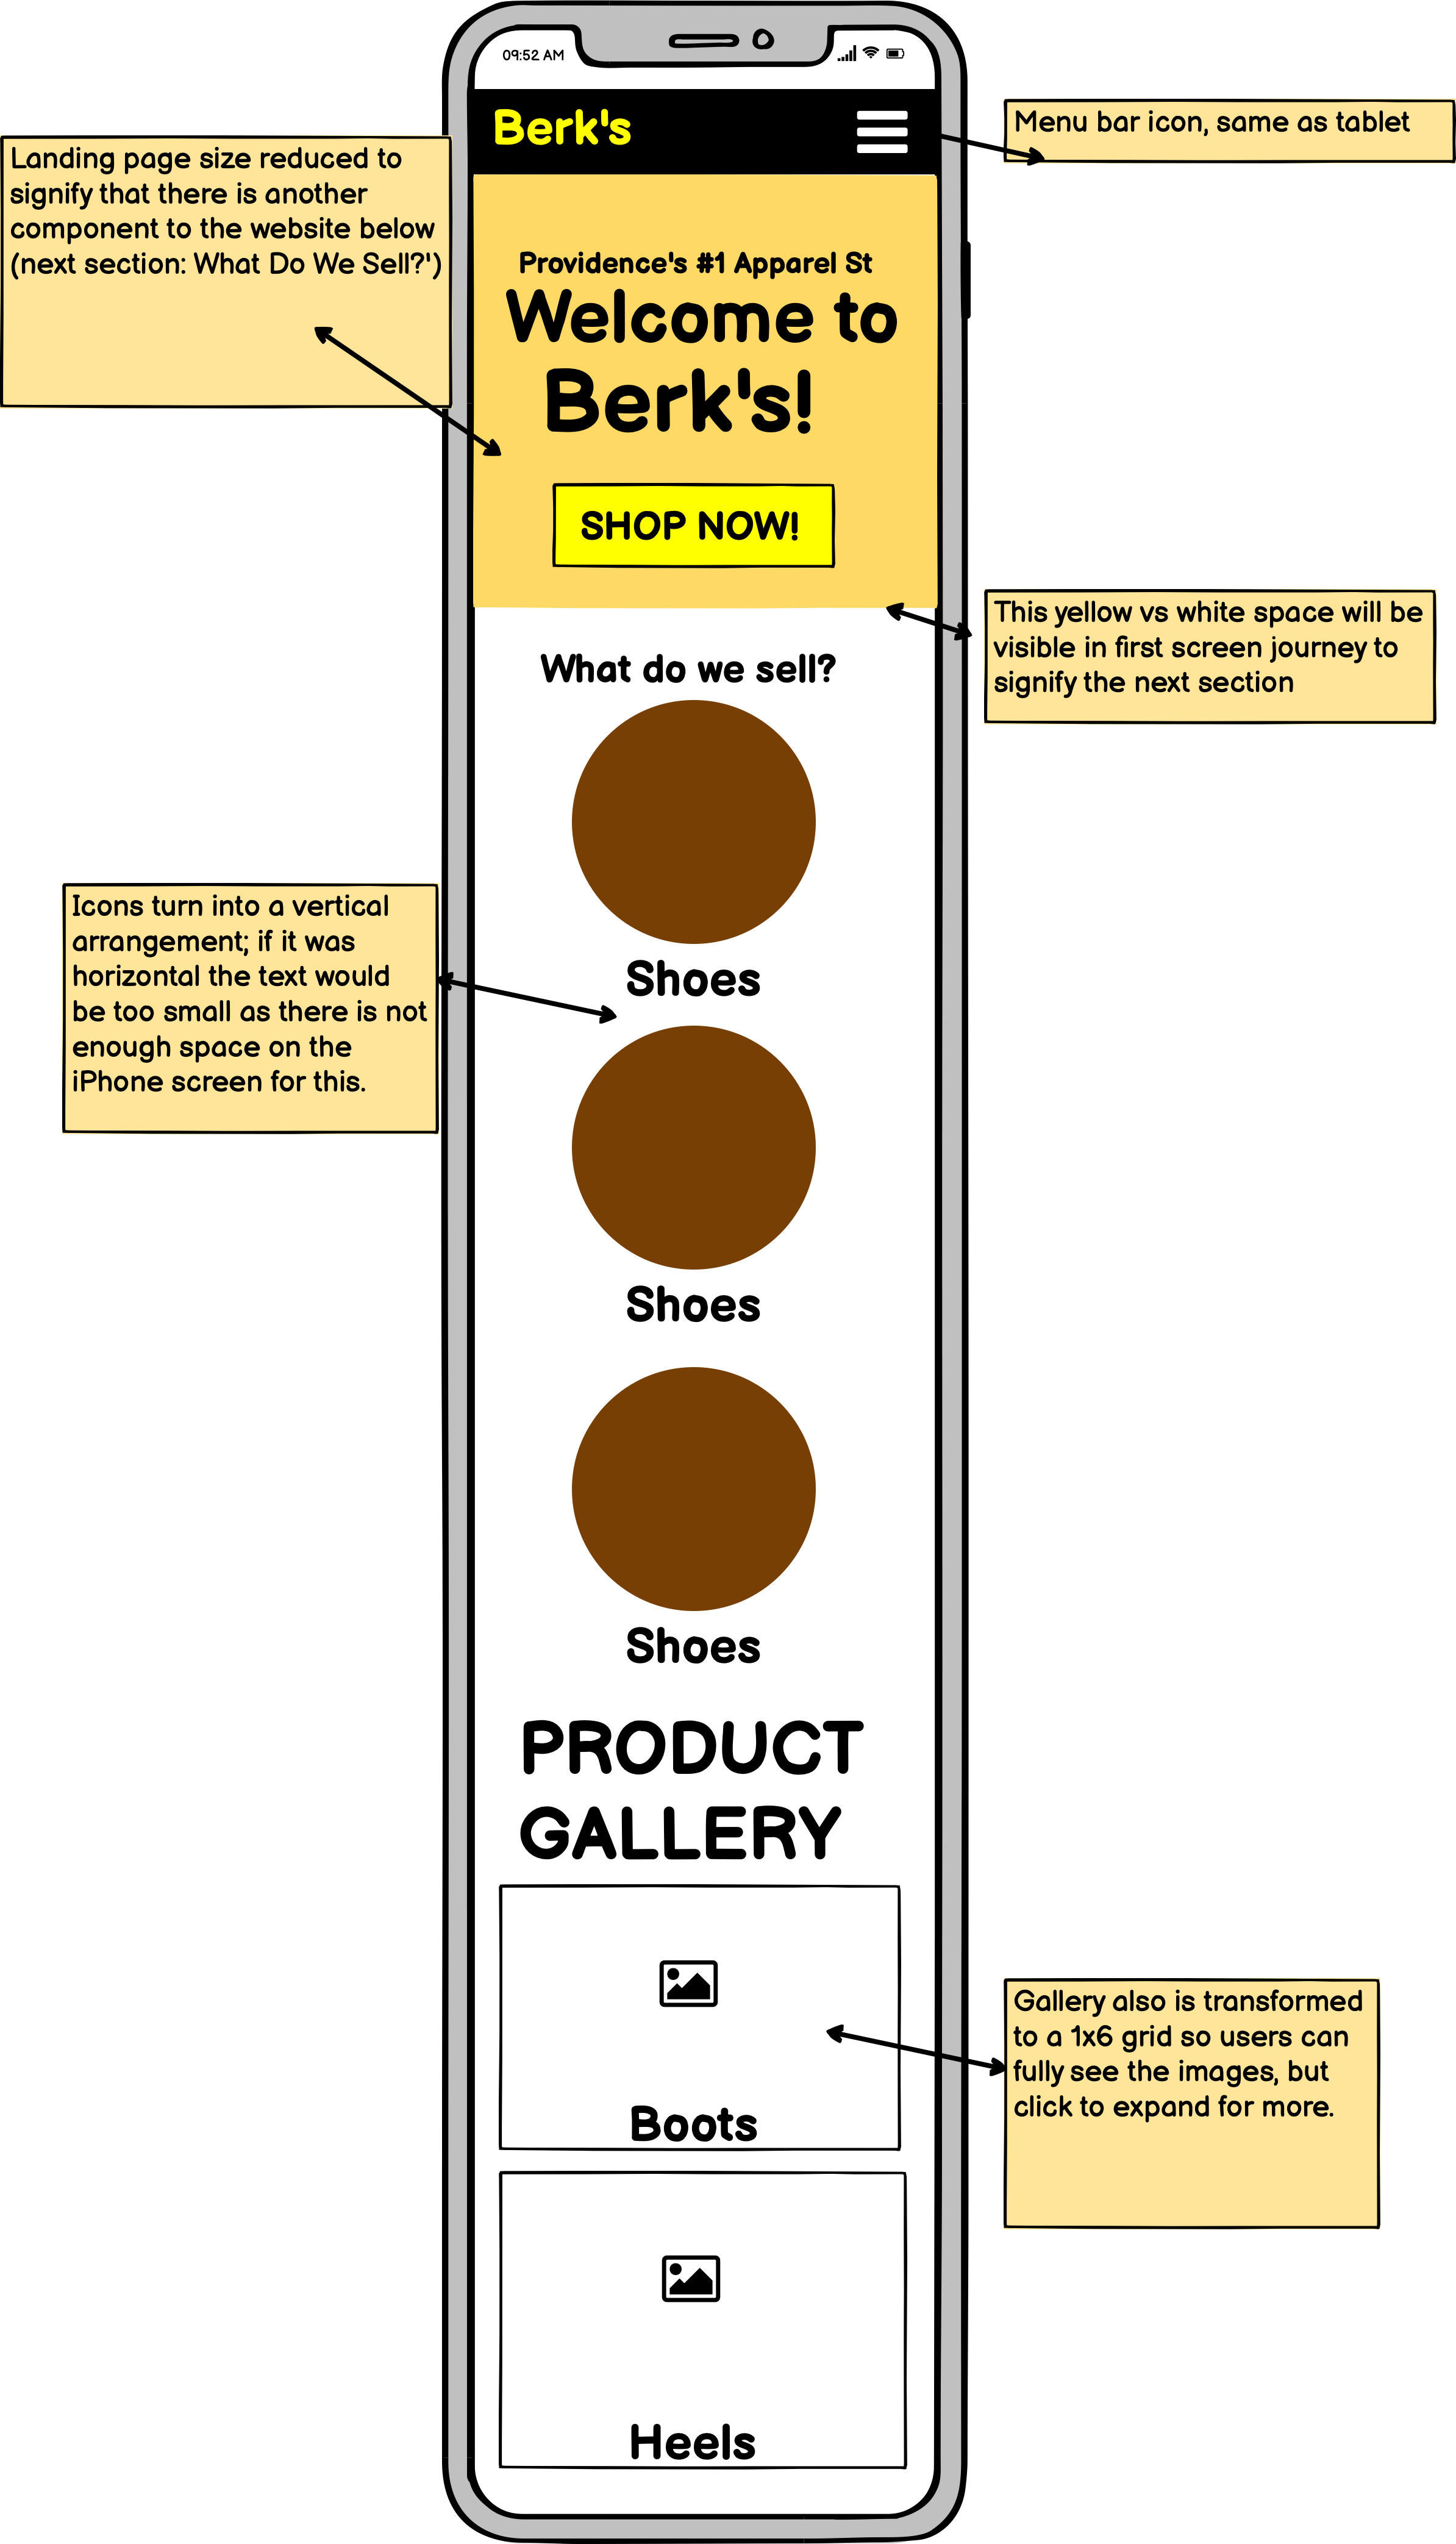 09:52 AM
Berk's
Menu bar icon, same as tablet
Landing page size reduced to
signify that there is another
component to the website below
(next section: What Do We Sell?')
Providence's #1 Apparel St
Welcome to
Berk's!
SHOP NOW!
This yellow vs white space will be
visible in first screen journey to
signify the next section
What do we sell?
Icons turn into a vertical
arrangement; if it was
horizontal the text would
be too small as there is not
enough space on the
iPhone screen for this.
Shoes
Shoes
Shoes
PRODUCT
GALLERY
Gallery also is transformed
to a 1x6 grid so users can
fully see the images, but
click to expand for more.
Boots
Heels